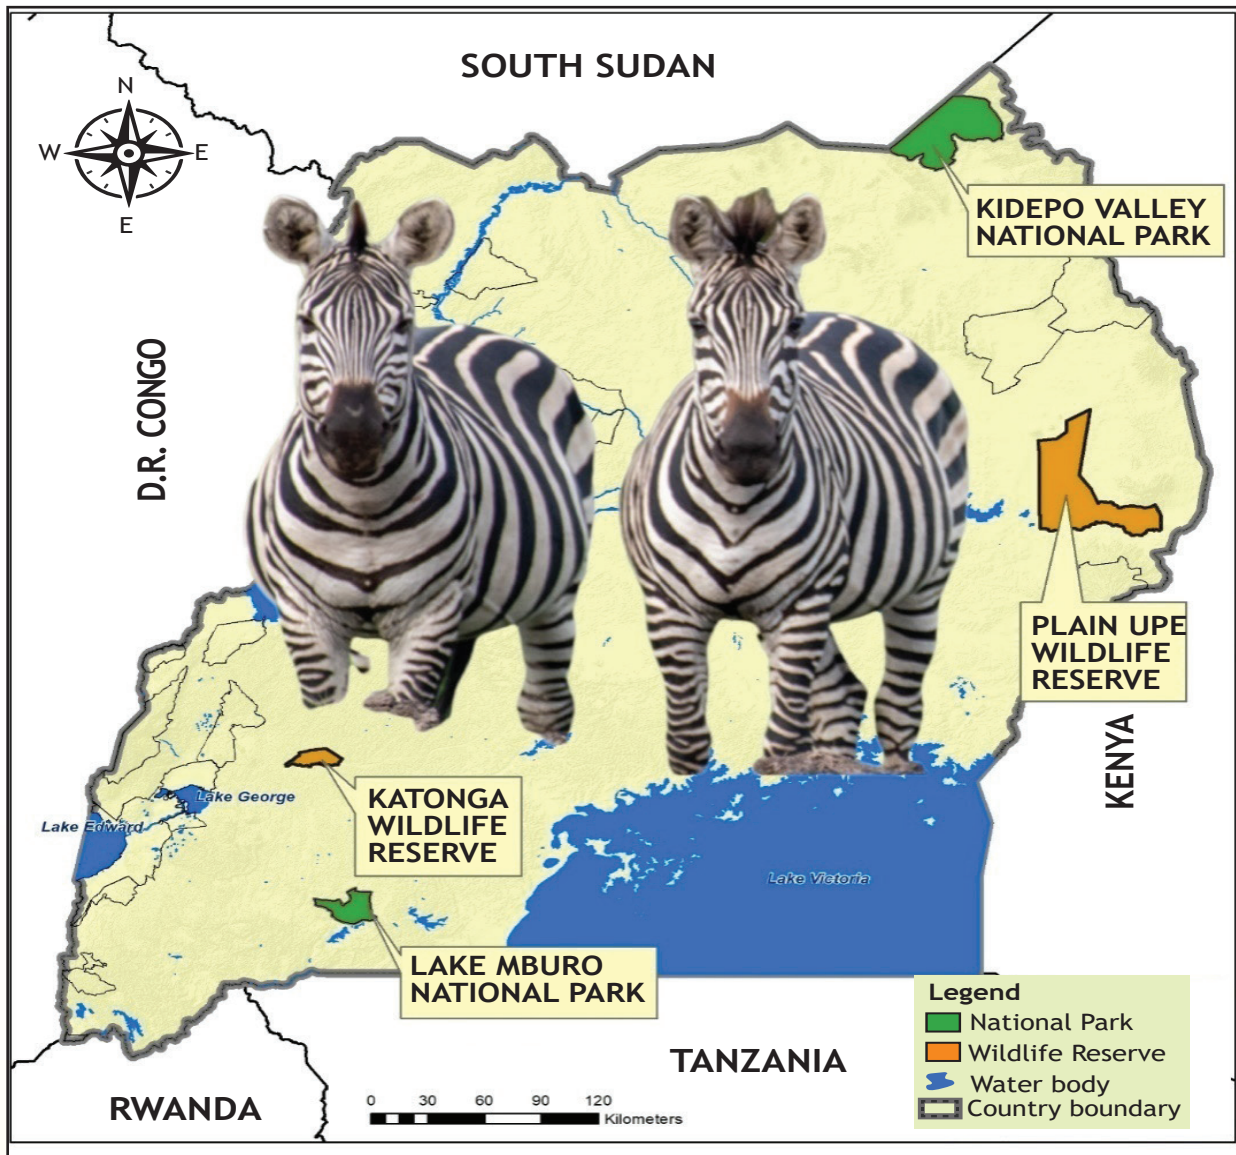 SOUTH SUDAN
N
W
E
E
KIDEPO VALLEY
NATIONAL PARK
D.R. CONGO
PLAIN UPE
WILDLIFE
RESERVE
KENYA
Lake George
Lake Edward
KATONGA
WILDLIFE
RESERVE
Lake Victoria
LAKE MBURO
NATIONAL PARK
Legend
National Park
Wildlife Reserve
Water body
Country boundary
TANZANIA
RWANDA
0 30 60 90 120
Kilometers